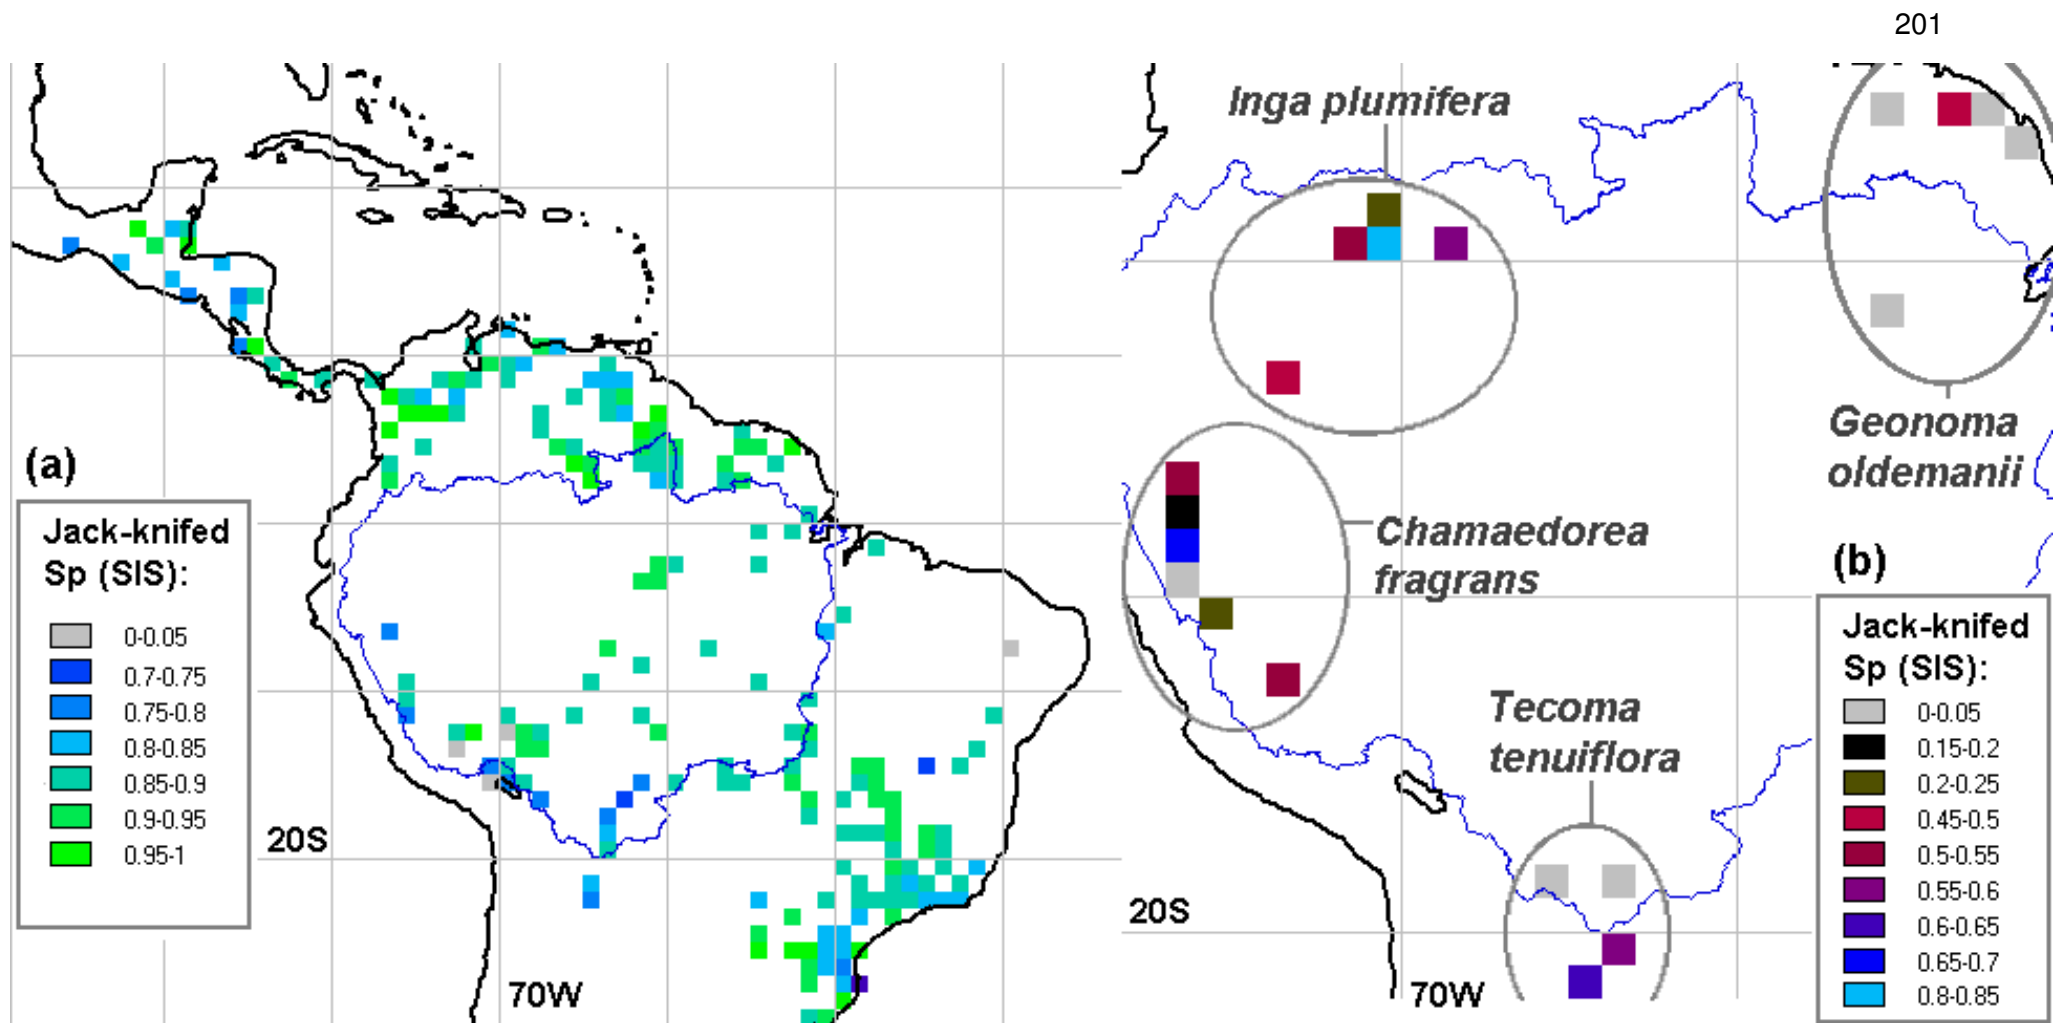 201
(a)
Jack-knifed
Sp (SIS):
0-0.05
0.7-0.75
0.75-0.8
0.8-0.85
0.85-0.9
0.9-0.95
0.95-1
20S
70W
Inga plumifera
Geonoma
oldemanii
Chamaedorea
fragrans
Tecoma
tenuiflora
20S
70W
(b)
Jack-knifed
Sp (SIS):
0-0.05
0.15-0.2
0.2-0.25
0.45-0.5
0.5-0.55
0.55-0.6
0.6-0.65
0.65-0.7
0.8-0.85